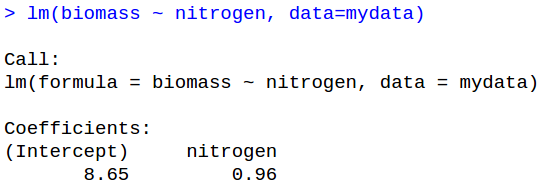 > lm(biomass ~ nitrogen, data=mydata)
Call:
lm(formula = biomass ~ nitrogen, data = mydata)
Coefficients:
(Intercept)     nitrogen
       8.65         0.96